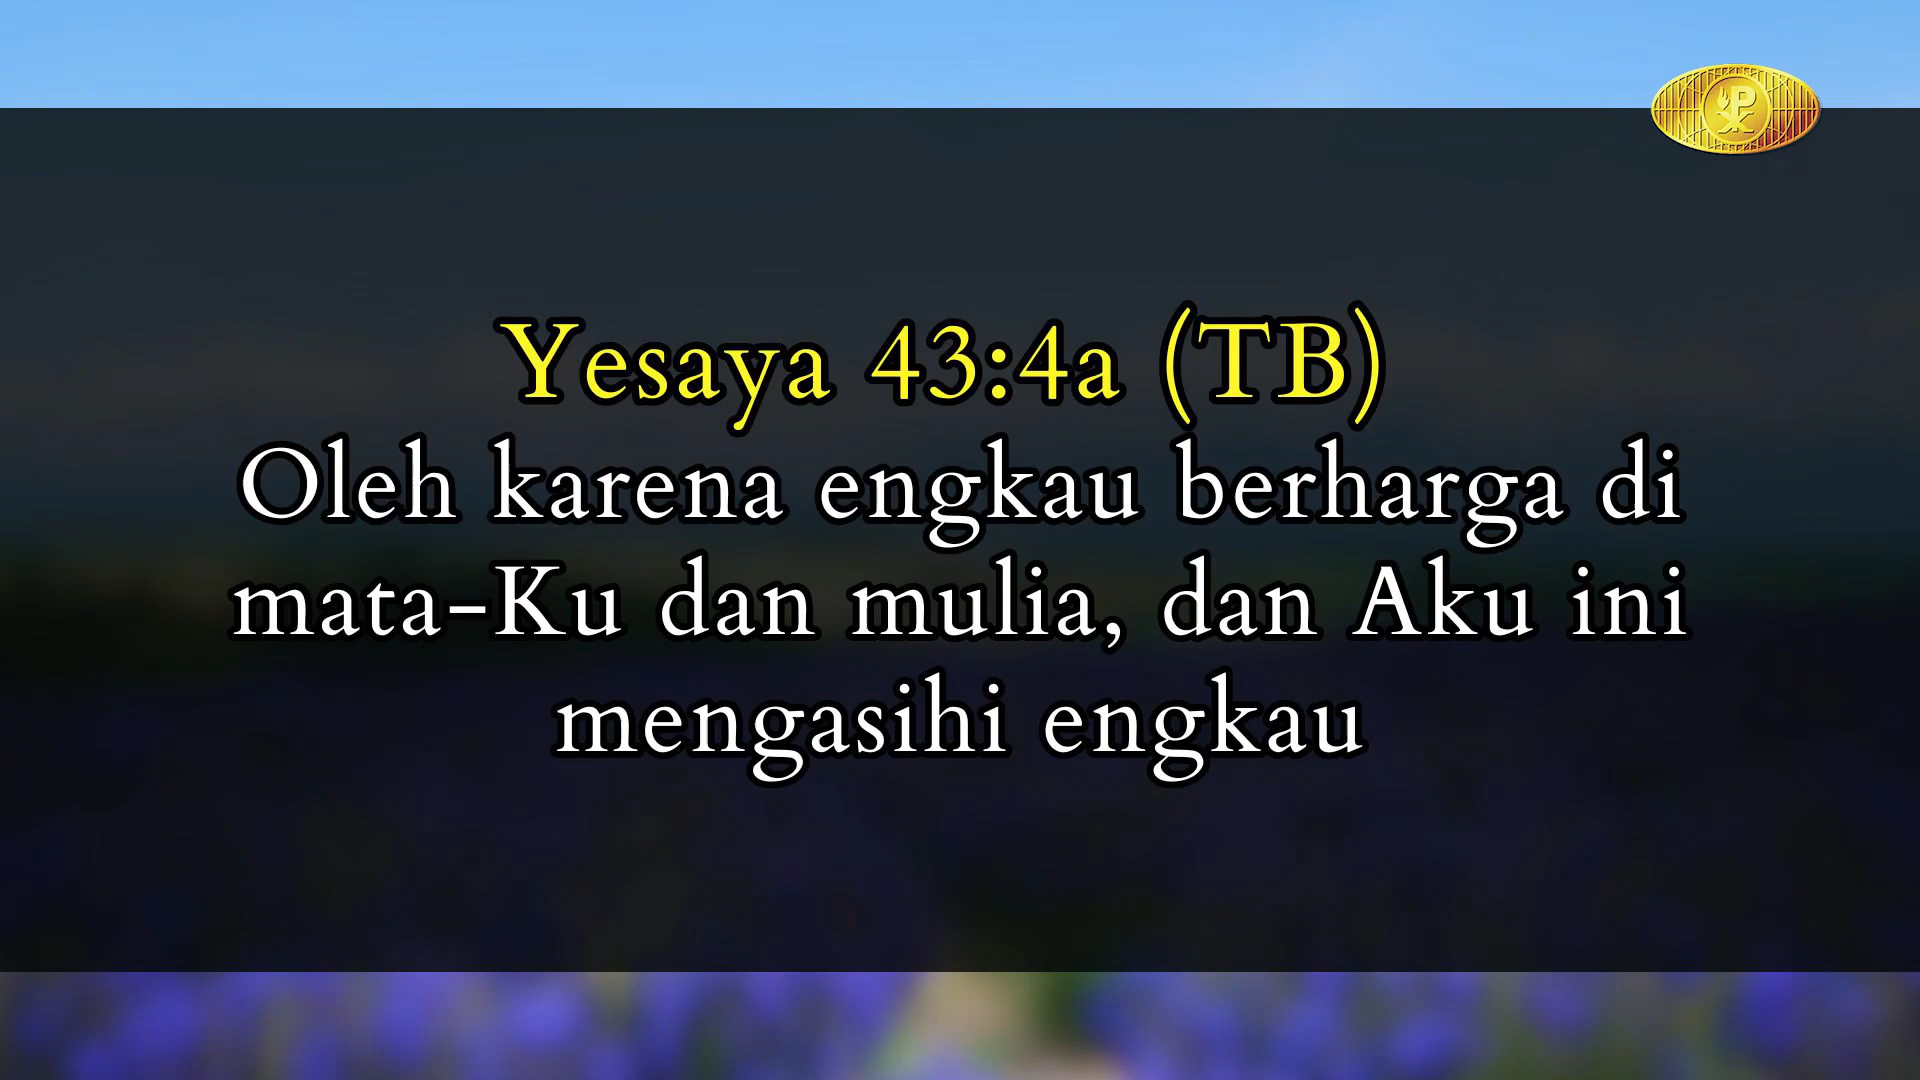 Yesaya 43:4a (TB)
Oleh karena engkau berharga di
mata-Ku dan mulia, dan Aku ini
mengasihi engkau